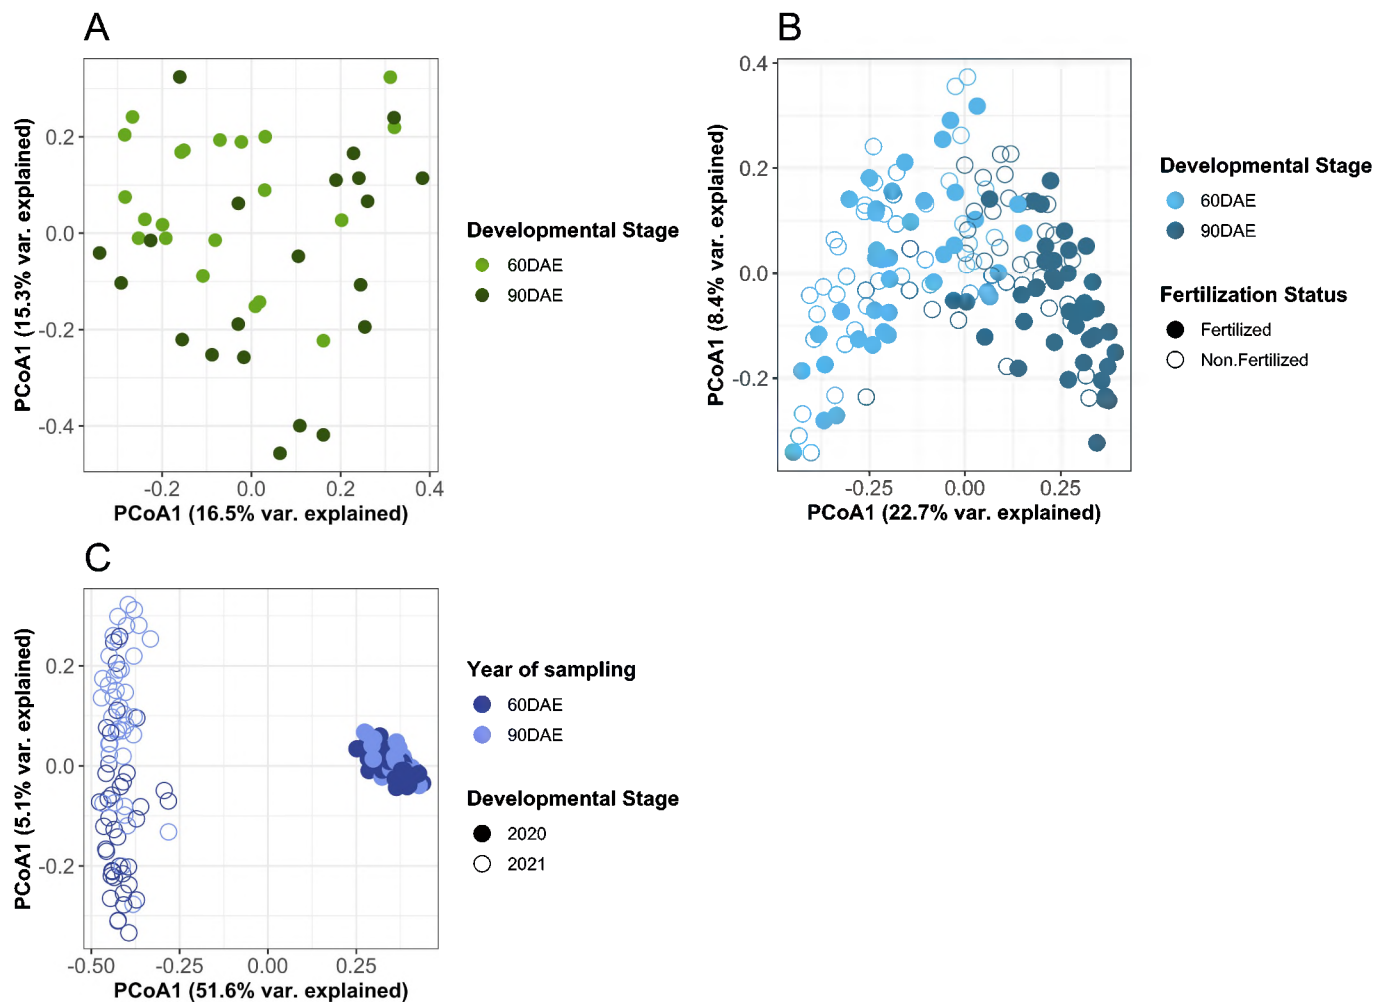 A
PCoA1 (15.3% var. explained)
0.2
0.0
-0.2
-0.4
-0.2
0.0
0.2
0.4
PCoA1 (16.5% var. explained)
Developmental Stage
60DAE
90DAE
B
PCoA1 (8.4% var. explained)
0.4
0.2
0.0
-0.2
-0.25
0.00
0.25
PCoA1 (22.7% var. explained)
Developmental Stage
60DAE
90DAE
Fertilization Status
Fertilized
Non.Fertilized
C
PCoA1 (5.1% var. explained)
0.2
0.0
-0.2
-0.50
-0.25
0.00
0.25
PCoA1 (51.6% var. explained)
Year of sampling
60DAE
90DAE
Developmental Stage
2020
2021